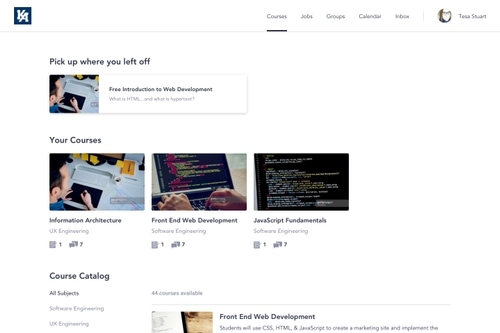 Courses
Jobs
Groups
Calendar
Inbox
Tesa Stuart
Pick up where you left off
Free Introduction to Web Development
What is HTML... and what is hypertext?
Your Courses
Information Architecture
UX Engineering
1
7
Front End Web Development
Software Engineering
1
7
JavaScript Fundamentals
Software Engineering
1
7
Course Catalog
All Subjects
Software Engineering
UX Engineering
44 courses available
Front End Web Development
Students will use CSS, HTML, & JavaScript to create a marketing site and implement the